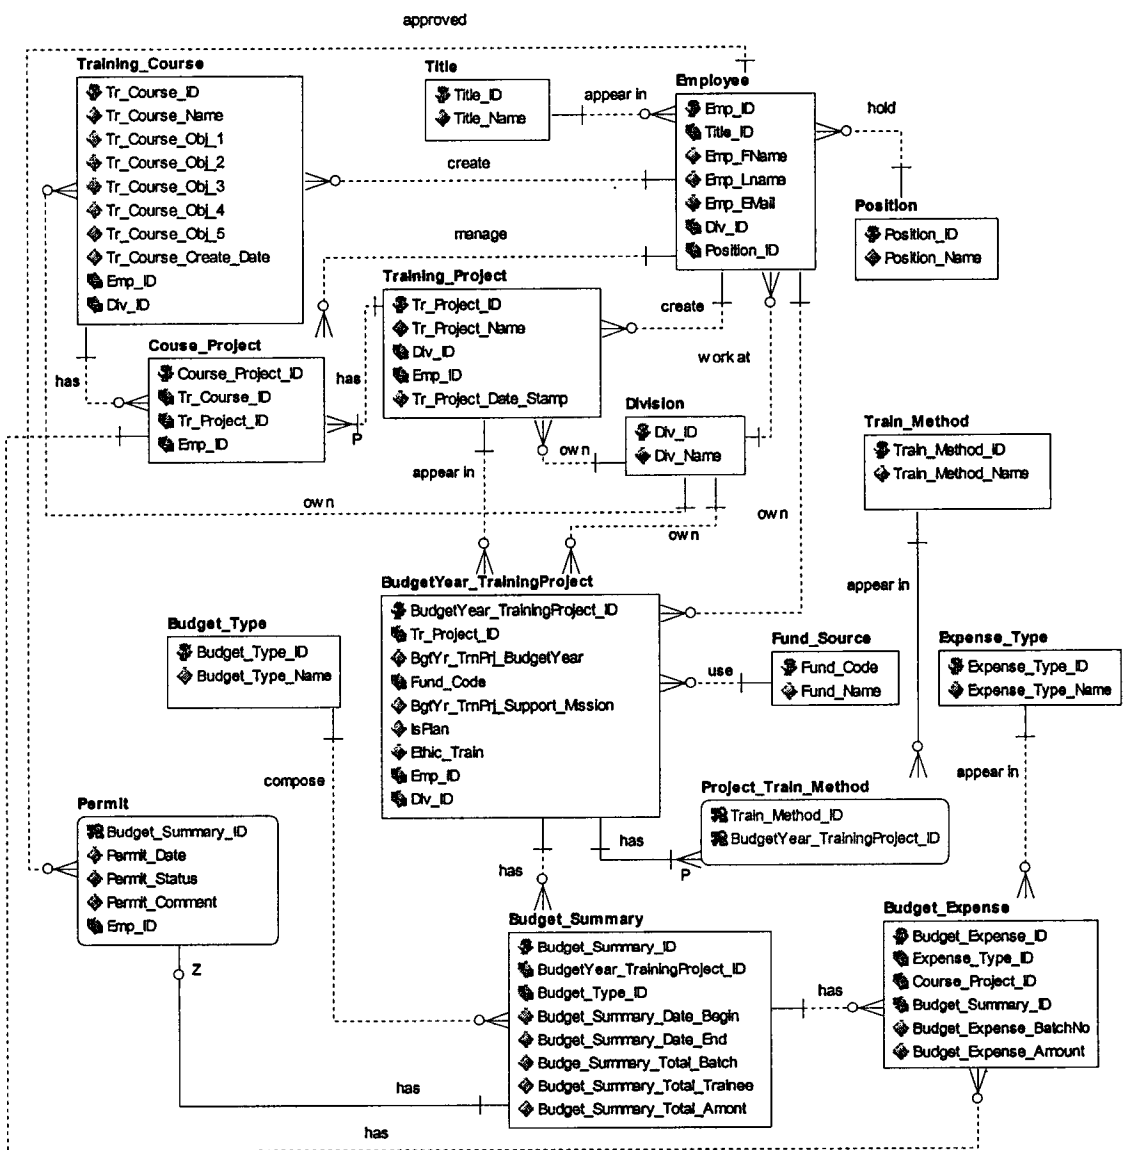 approved
Training_Course
Tr_Course_ID
Tr_Course_Name
Tr_Course_Obj_1
Tr_Course_Obj_2
Tr_Course_Obj_3
Tr_Course_Obj_4
Tr_Course_Obj_5
Tr_Course_Create_Date
Emp_ID
Div_ID
Title
Title_ID
Title_Name
appear in
Employee
Emp_ID
Title_ID
Emp_FName
Emp_Lname
Emp_EMail
Div_ID
Position_ID
hold
Position
Position_ID
Position_Name
create
manage
Training_Project
Tr_Project_ID
Tr_Project_Name
Div_ID
Emp_ID
Tr_Project_Date_Stamp
create
work at
Couse_Project
Course_Project_ID
Tr_Course_ID
Tr_Project_ID
Emp_ID
has
has
P
Division
Div_ID
Div_Name
own
appear in
own
own
own
Train_Method
Train_Method_ID
Train_Method_Name
appear in
BudgetYear_TrainingProject
BudgetYear_TrainingProject_ID
Tr_Project_ID
BgtYr_TrnPrj_BudgetYear
Fund_Code
BgtYr_TrnPrj_Support_Mission
IsPlan
Ethic_Train
Emp_ID
Div_ID
Budget_Type
Budget_Type_ID
Budget_Type_Name
use
Fund_Source
Fund_Code
Fund_Name
Expense_Type
Expense_Type_ID
Expense_Type_Name
appear in
compose
Project_Train_Method
Train_Method_ID
BudgetYear_TrainingProject_ID
has
P
has
Permit
Budget_Summary_ID
Permit_Date
Permit_Status
Permit_Comment
Emp_ID
Z
Budget_Summary
Budget_Summary_ID
BudgetYear_TrainingProject_ID
Budget_Type_ID
Budget_Summary_Date_Begin
Budget_Summary_Date_End
Budge_Summary_Total_Batch
Budget_Summary_Total_Trainee
Budget_Summary_Total_Amont
has
Budget_Expense
Budget_Expense_ID
Expense_Type_ID
Course_Project_ID
Budget_Summary_ID
Budget_Expense_BatchNo
Budget_Expense_Amount
has
has